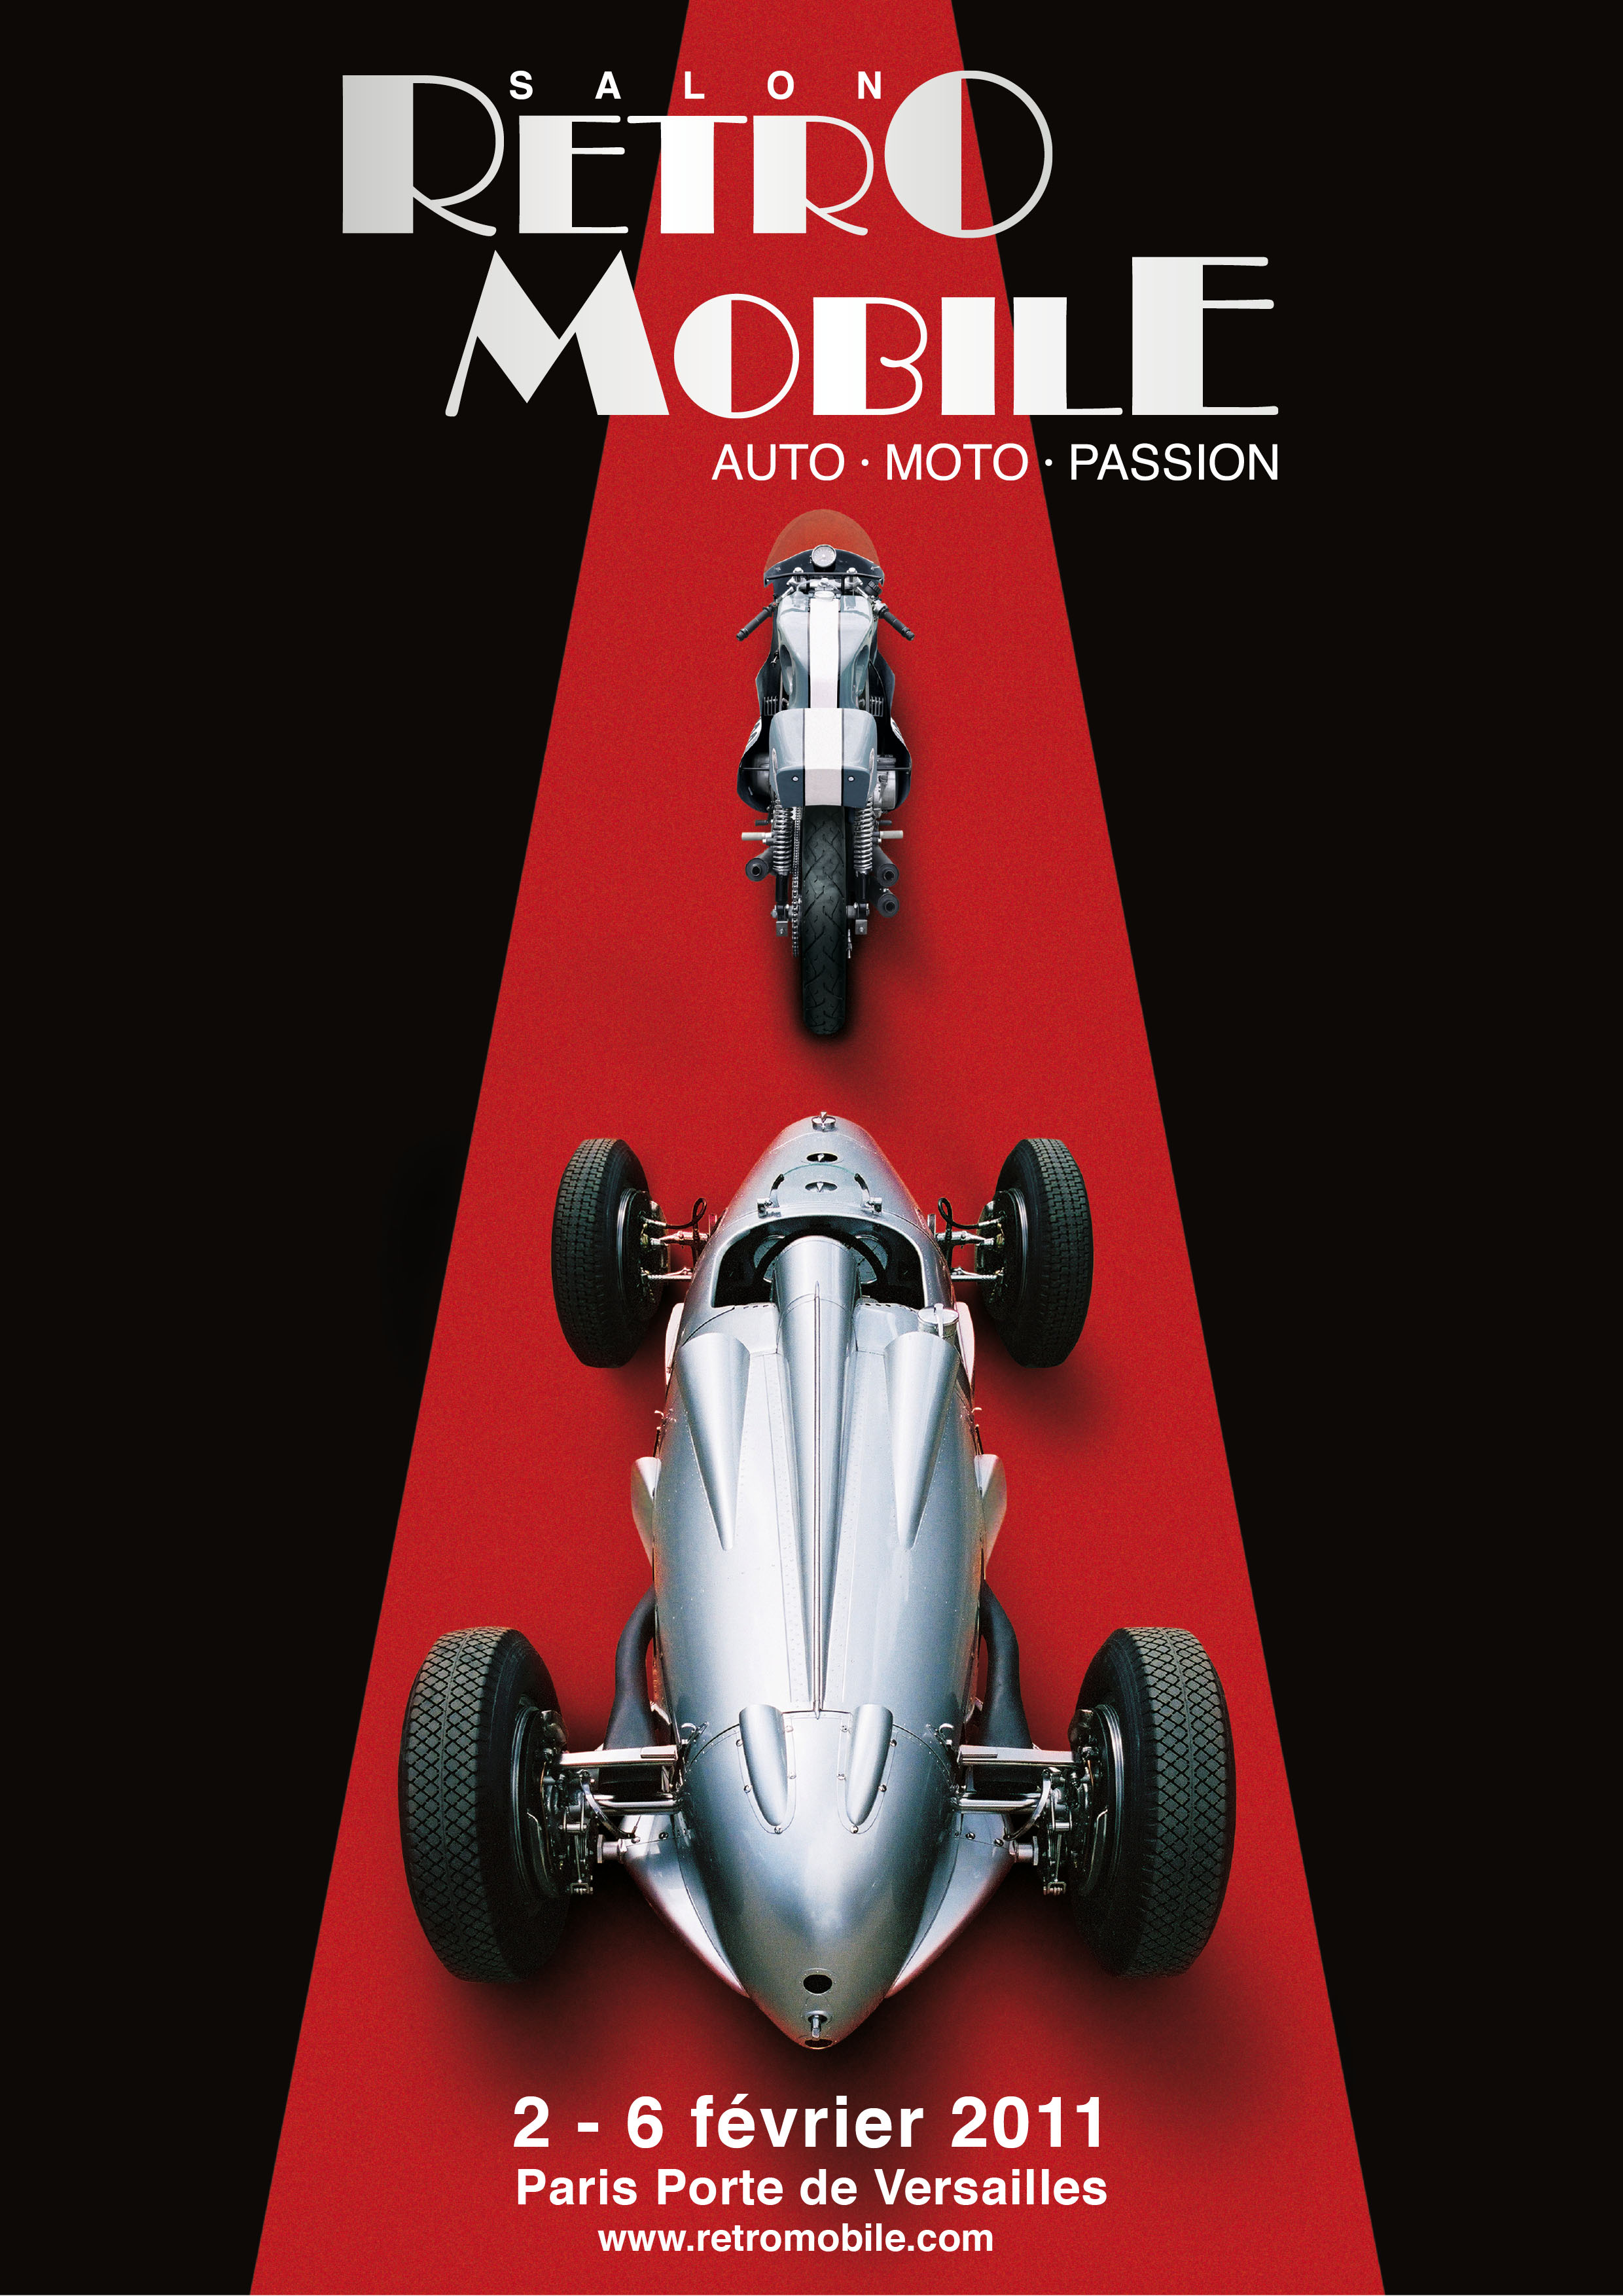 SALON
RETRO
MOBILE
AUTO · MOTO · PASSION
2 - 6 février 2011
Paris Porte de Versailles
www.retromobile.com